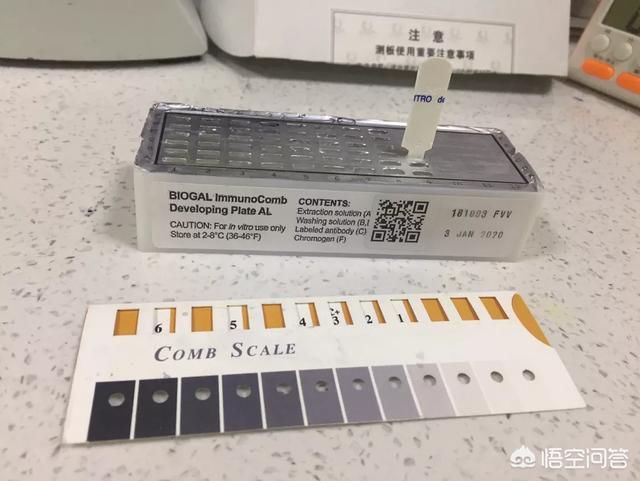 注 意
测板使用重要注意事项
ITRO de
BIOGAL ImmunoComb
Developing Plate AL
CAUTION: For in vitro use only
Store at 2-8°C (36-46°F)
CONTENTS:
Extraction solution (A
Washing solution (B,
Labeled antibody (C)
Chromogen (F)
181003 FVV
3 JAN 2020
6 5 4 3 2 1
COMB SCALE
悟空问答